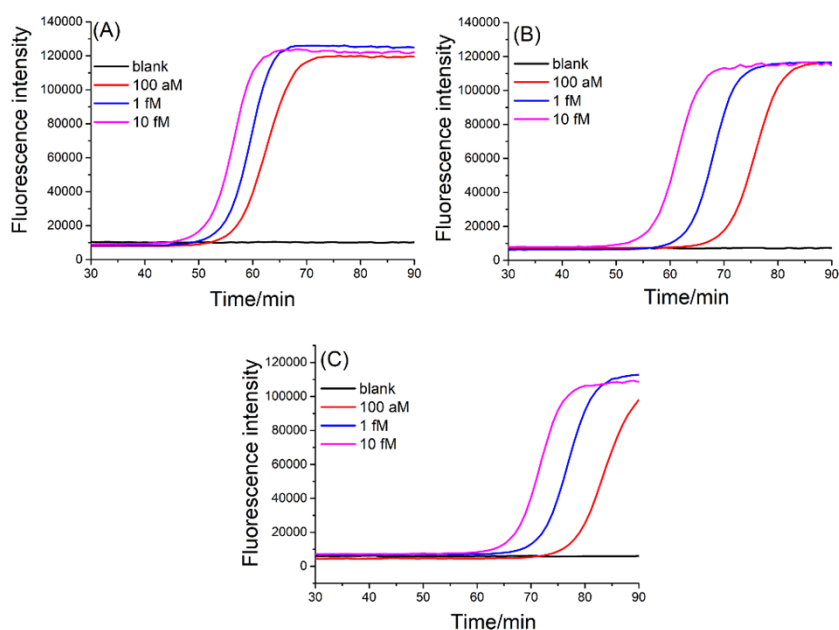 (A)
Fluorescence intensity
140000
120000
100000
80000
60000
40000
20000
0
blank
100 aM
1 fM
10 fM
30 40 50 60 70 80 90
Time/min
(B)
Fluorescence intensity
140000
120000
100000
80000
60000
40000
20000
0
blank
100 aM
1 fM
10 fM
30 40 50 60 70 80 90
Time/min
(C)
Fluorescence intensity
120000
100000
80000
60000
40000
20000
0
blank
100 aM
1 fM
10 fM
30 40 50 60 70 80 90
Time/min